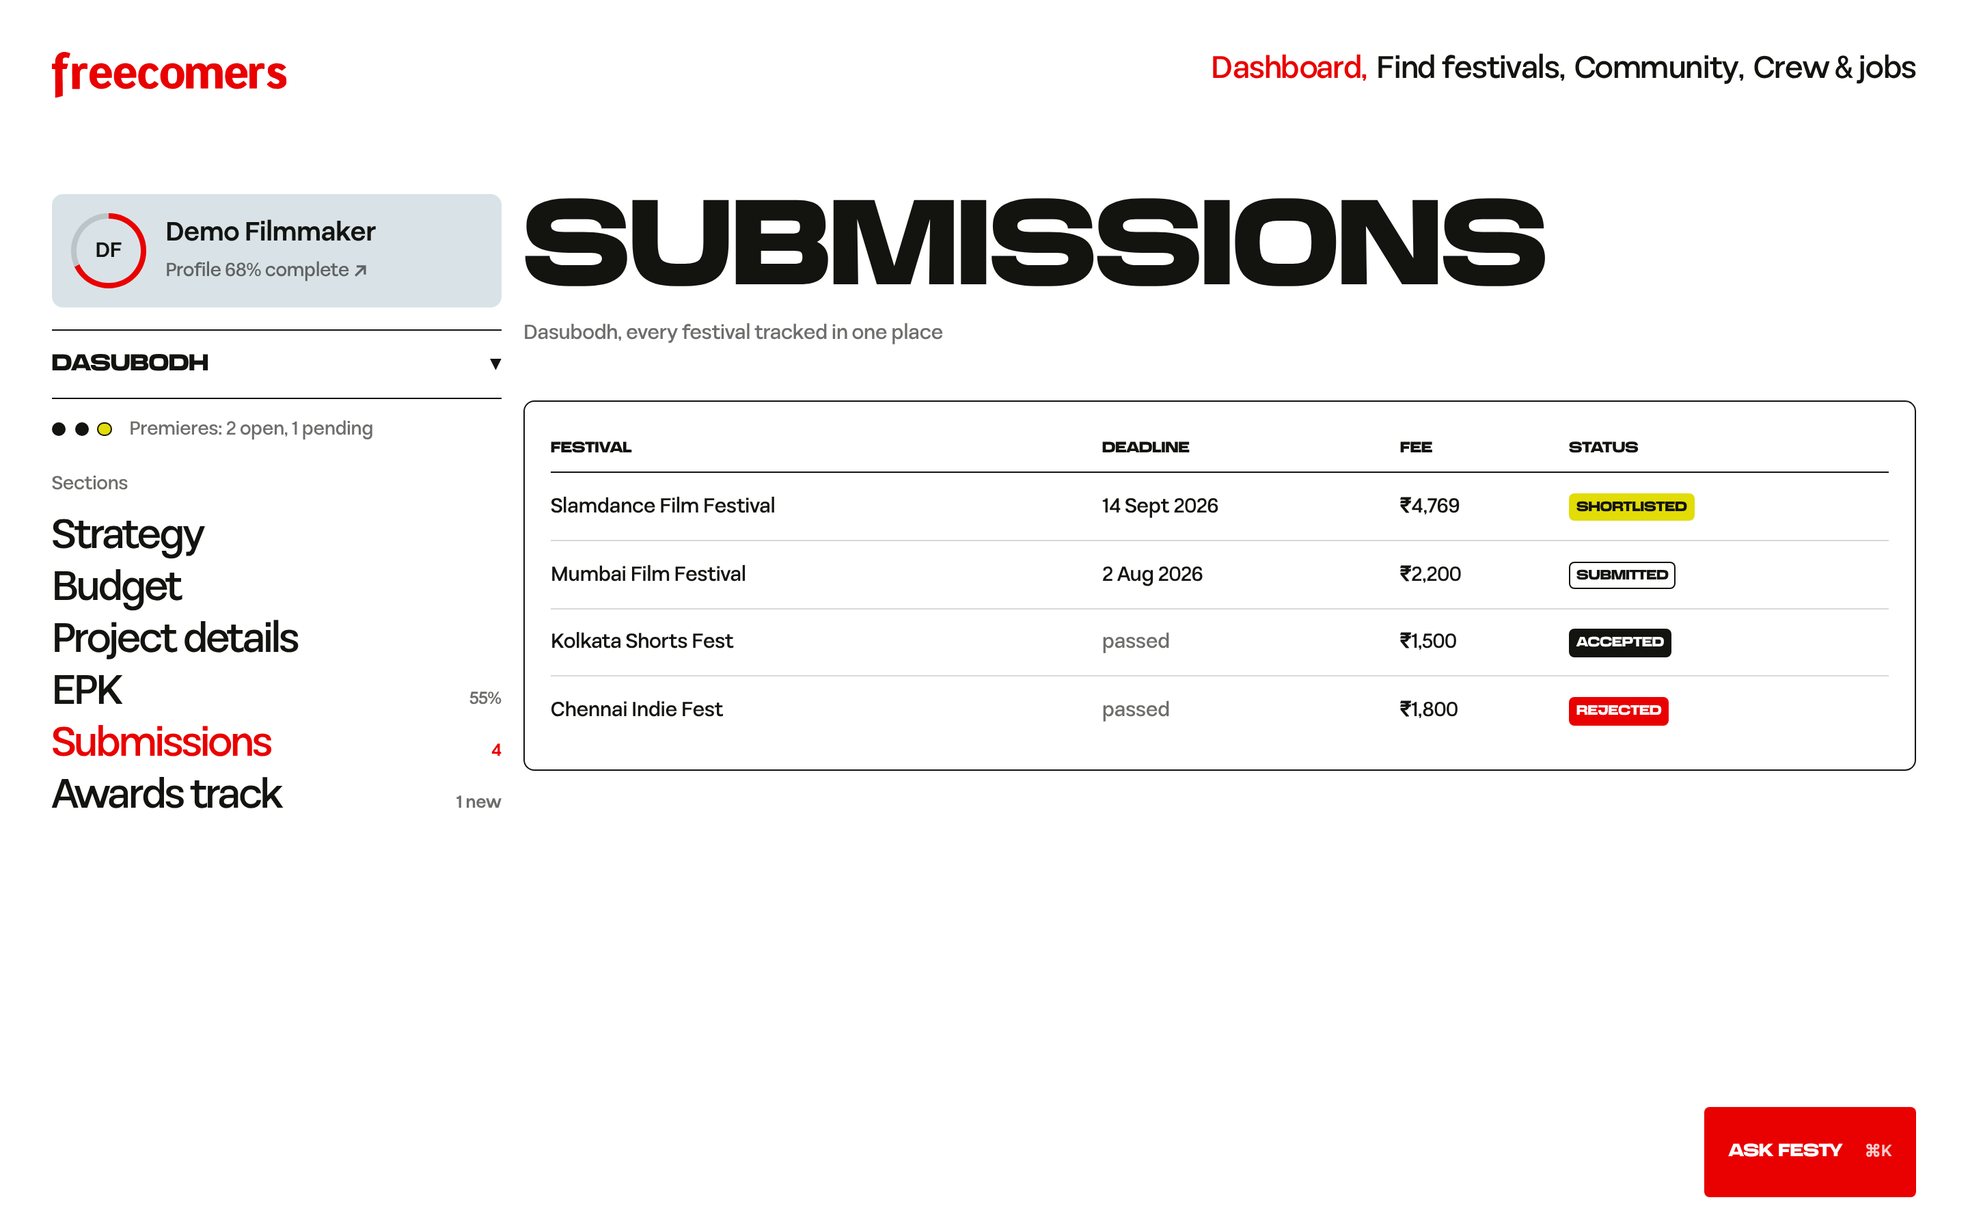 freecomers
Dashboard, Find festivals, Community, Crew & jobs
DF
Demo Filmmaker
Profile 68% complete ↗
DASUBODH ▼
Premieres: 2 open, 1 pending
Sections
Strategy
Budget
Project details
EPK 55%
Submissions 4
Awards track 1 new
SUBMISSIONS
Dasubodh, every festival tracked in one place
FESTIVAL DEADLINE FEE STATUS
Slamdance Film Festival 14 Sept 2026 ₹4,769 SHORTLISTED
Mumbai Film Festival 2 Aug 2026 ₹2,200 SUBMITTED
Kolkata Shorts Fest passed ₹1,500 ACCEPTED
Chennai Indie Fest passed ₹1,800 REJECTED
ASK FESTY ⌘K